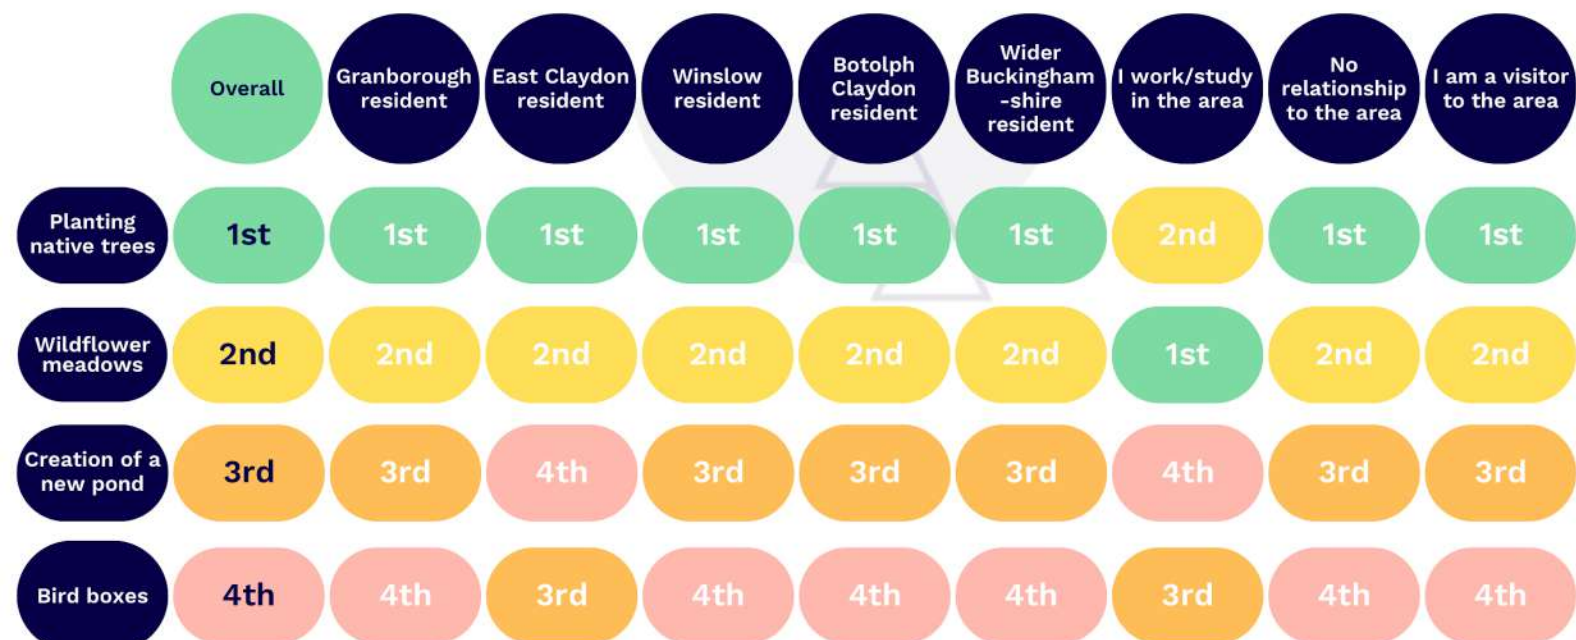 Overall
Granborough
resident
East Claydon
resident
Winslow
resident
Botolph
Claydon
resident
Wider
Buckingham
-shire
resident
I work/study
in the area
No
relationship
to the area
I am a visitor
to the area
Planting
native trees
1st 1st 1st 1st 1st 1st 2nd 1st 1st
Wildflower
meadows
2nd 2nd 2nd 2nd 2nd 2nd 1st 2nd 2nd
Creation of a
new pond
3rd 3rd 4th 3rd 3rd 3rd 4th 3rd 3rd
Bird boxes
4th 4th 3rd 4th 4th 4th 3rd 4th 4th